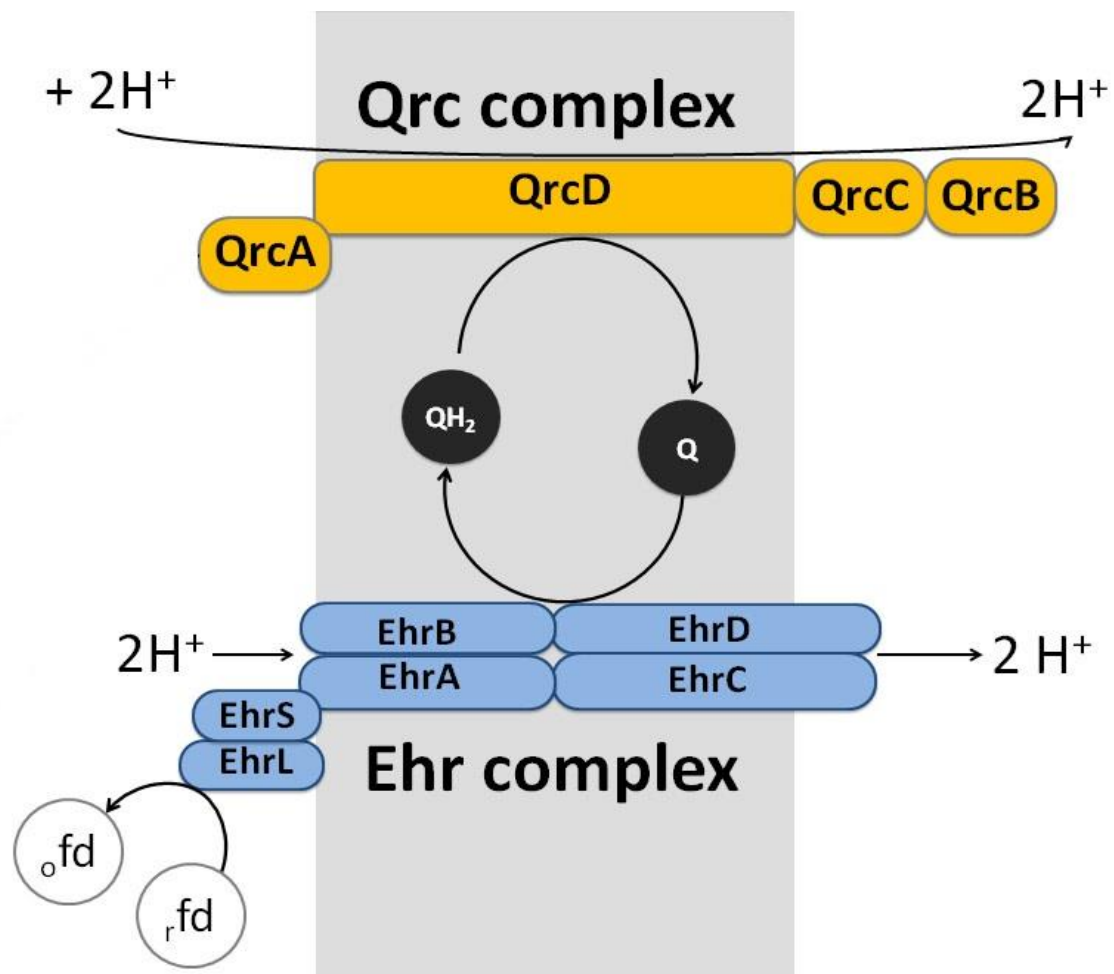 + 2H⁺
Qrc complex
2H⁺
QrcD
QrcC
QrcB
QrcA
QH₂
Q
EhrB
EhrD
2H⁺
2 H⁺
EhrA
EhrC
EhrS
EhrL
Ehr complex
ₒfd
ᵣfd